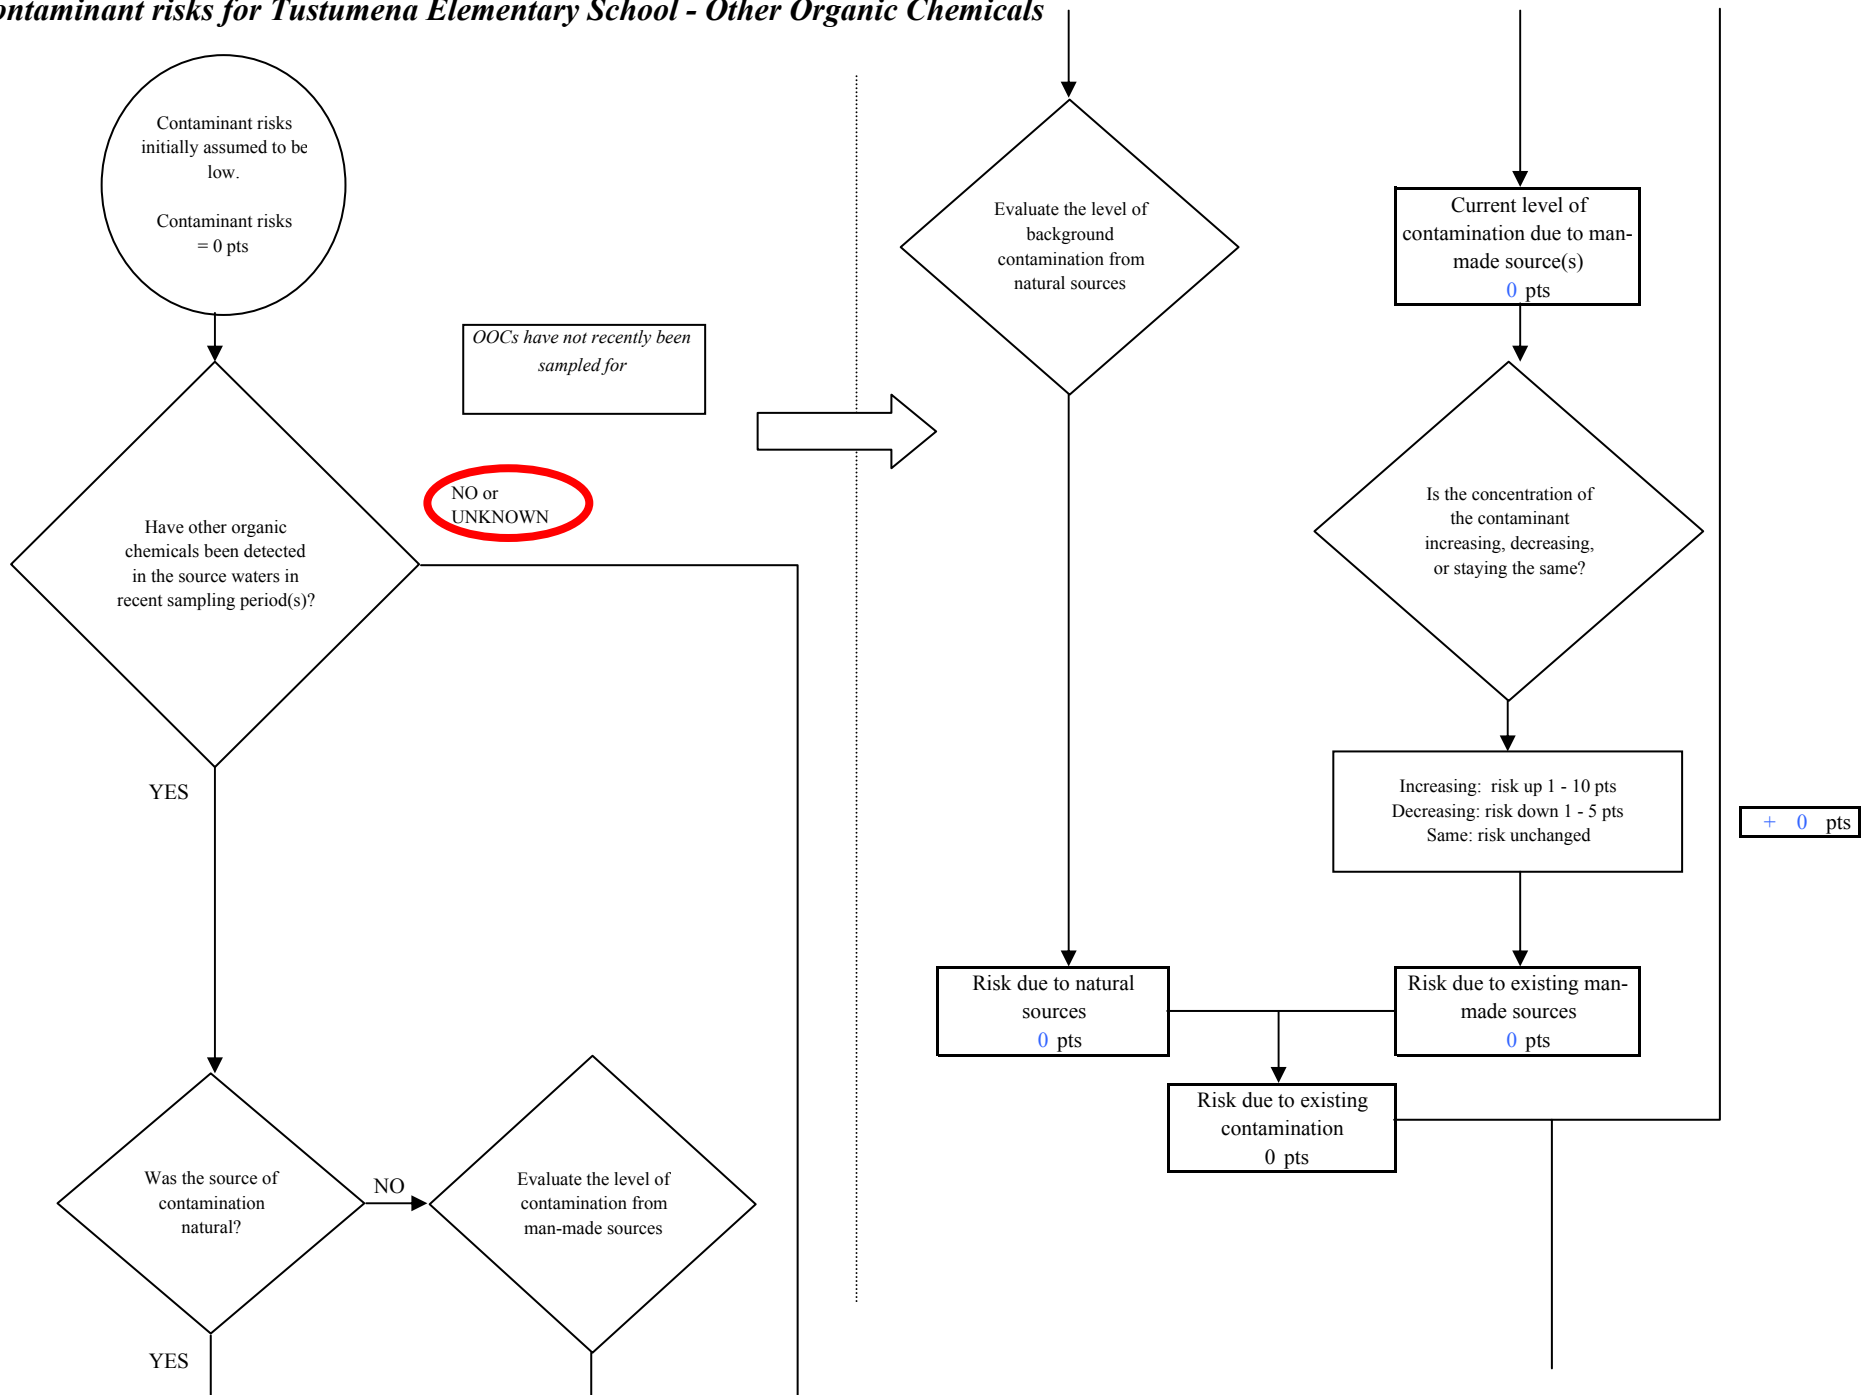 ontaminant risks for Tustumena Elementary School - Other Organic Chemicals
Contaminant risks
initially assumed to be
low.
Contaminant risks
= 0 pts
OOCs have not recently been
sampled for
NO or
UNKNOWN
Have other organic
chemicals been detected
in the source waters in
recent sampling period(s)?
YES
Was the source of
contamination
natural?
NO
Evaluate the level of
contamination from
man-made sources
YES
Evaluate the level of
background
contamination from
natural sources
Current level of
contamination due to man-
made source(s)
0 pts
Is the concentration of
the contaminant
increasing, decreasing,
or staying the same?
Increasing: risk up 1 - 10 pts
Decreasing: risk down 1 - 5 pts
Same: risk unchanged
+ 0 pts
Risk due to natural
sources
0 pts
Risk due to existing man-
made sources
0 pts
Risk due to existing
contamination
0 pts